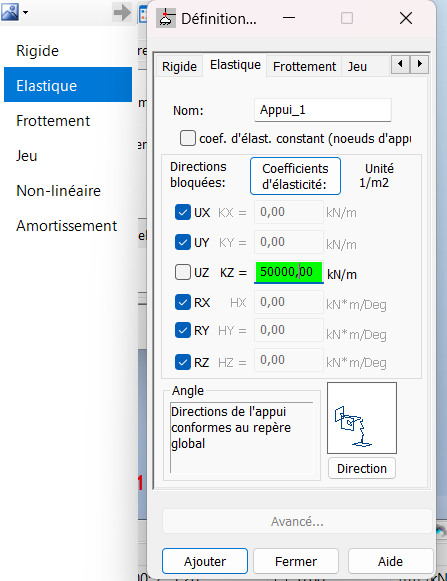 Définition...
Rigide
Elastique
Frottement
Jeu
Non-linéaire
Amortissement
Rigide Elastique Frottement Jeu
Nom: Appui_1
coef. d'élast. constant (noeuds d'appu
Directions bloquées:
Coefficients d'élasticité:
Unité 1/m2
UX KX = 0,00 kN/m
UY KY = 0,00 kN/m
UZ KZ = 50000,00 kN/m
RX HX 0,00 kN*m/Deg
RY HY = 0,00 kN*m/Deg
RZ HZ = 0,00 kN*m/Deg
Angle
Directions de l'appui
conformes au repère
global
Direction
Avancé...
Ajouter Fermer Aide